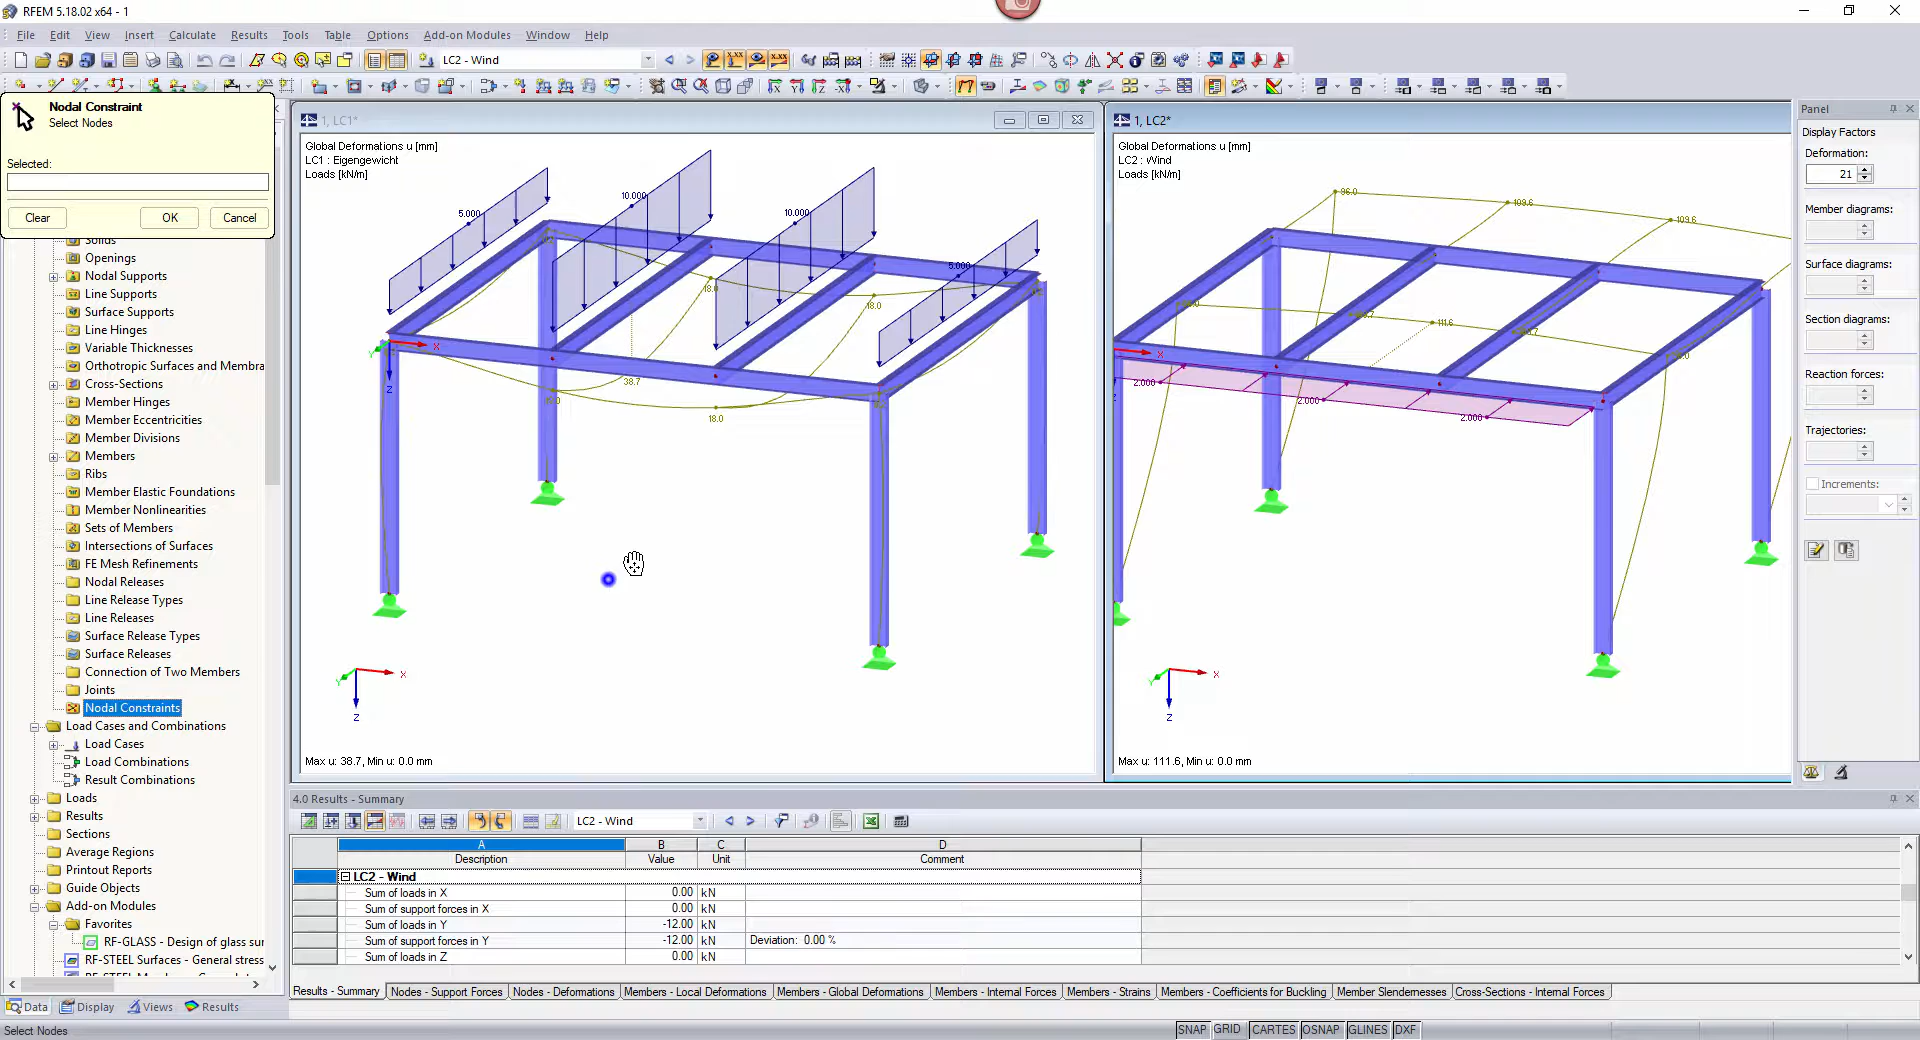 RFEM 5.18.02 x64 - 1
File Edit View Insert Calculate Results Tools Table Options Add-on Modules Window Help
LC2 - Wind
Nodal Constraint
Select Nodes
Selected:
Clear OK Cancel
Solids
Openings
Nodal Supports
Line Supports
Surface Supports
Line Hinges
Variable Thicknesses
Orthotropic Surfaces and Membra
Cross-Sections
Member Hinges
Member Eccentricities
Member Divisions
Members
Ribs
Member Elastic Foundations
Member Nonlinearities
Sets of Members
Intersections of Surfaces
FE Mesh Refinements
Nodal Releases
Line Release Types
Line Releases
Surface Release Types
Surface Releases
Connection of Two Members
Joints
Nodal Constraints
Load Cases and Combinations
Load Cases
Load Combinations
Result Combinations
Loads
Results
Sections
Average Regions
Printout Reports
Guide Objects
Add-on Modules
Favorites
RF-GLASS - Design of glass sur
RF-STEEL Surfaces - General stress
Data Display Views Results
Select Nodes
1, LC1*
Global Deformations u [mm]
LC1 : Eigengewicht
Loads [kN/m]
5.000
10.000
10.000
5.000
18.0
18.0
38.7
18.0
X
Y
Z
X
Y
Z
Max u: 38.7, Min u: 0.0 mm
1, LC2*
Global Deformations u [mm]
LC2 : Wind
Loads [kN/m]
96.0
109.6
109.6
111.6
2.000
2.000
2.000
X
X
Y
Z
Max u: 111.6, Min u: 0.0 mm
Panel
Display Factors
Deformation:
21
Member diagrams:
Surface diagrams:
Section diagrams:
Reaction forces:
Trajectories:
Increments:
4.0 Results - Summary
LC2 - Wind
A B C D
Description Value Unit Comment
LC2 - Wind
Sum of loads in X 0.00 kN
Sum of support forces in X 0.00 kN
Sum of loads in Y -12.00 kN
Sum of support forces in Y -12.00 kN Deviation: 0.00 %
Sum of loads in Z 0.00 kN
Results - Summary Nodes - Support Forces Nodes - Deformations Members - Local Deformations Members - Global Deformations Members - Internal Forces Members - Strains Members - Coefficients for Buckling Member Slendernesses Cross-Sections - Internal Forces
SNAP GRID CARTES OSNAP GLINES DXF